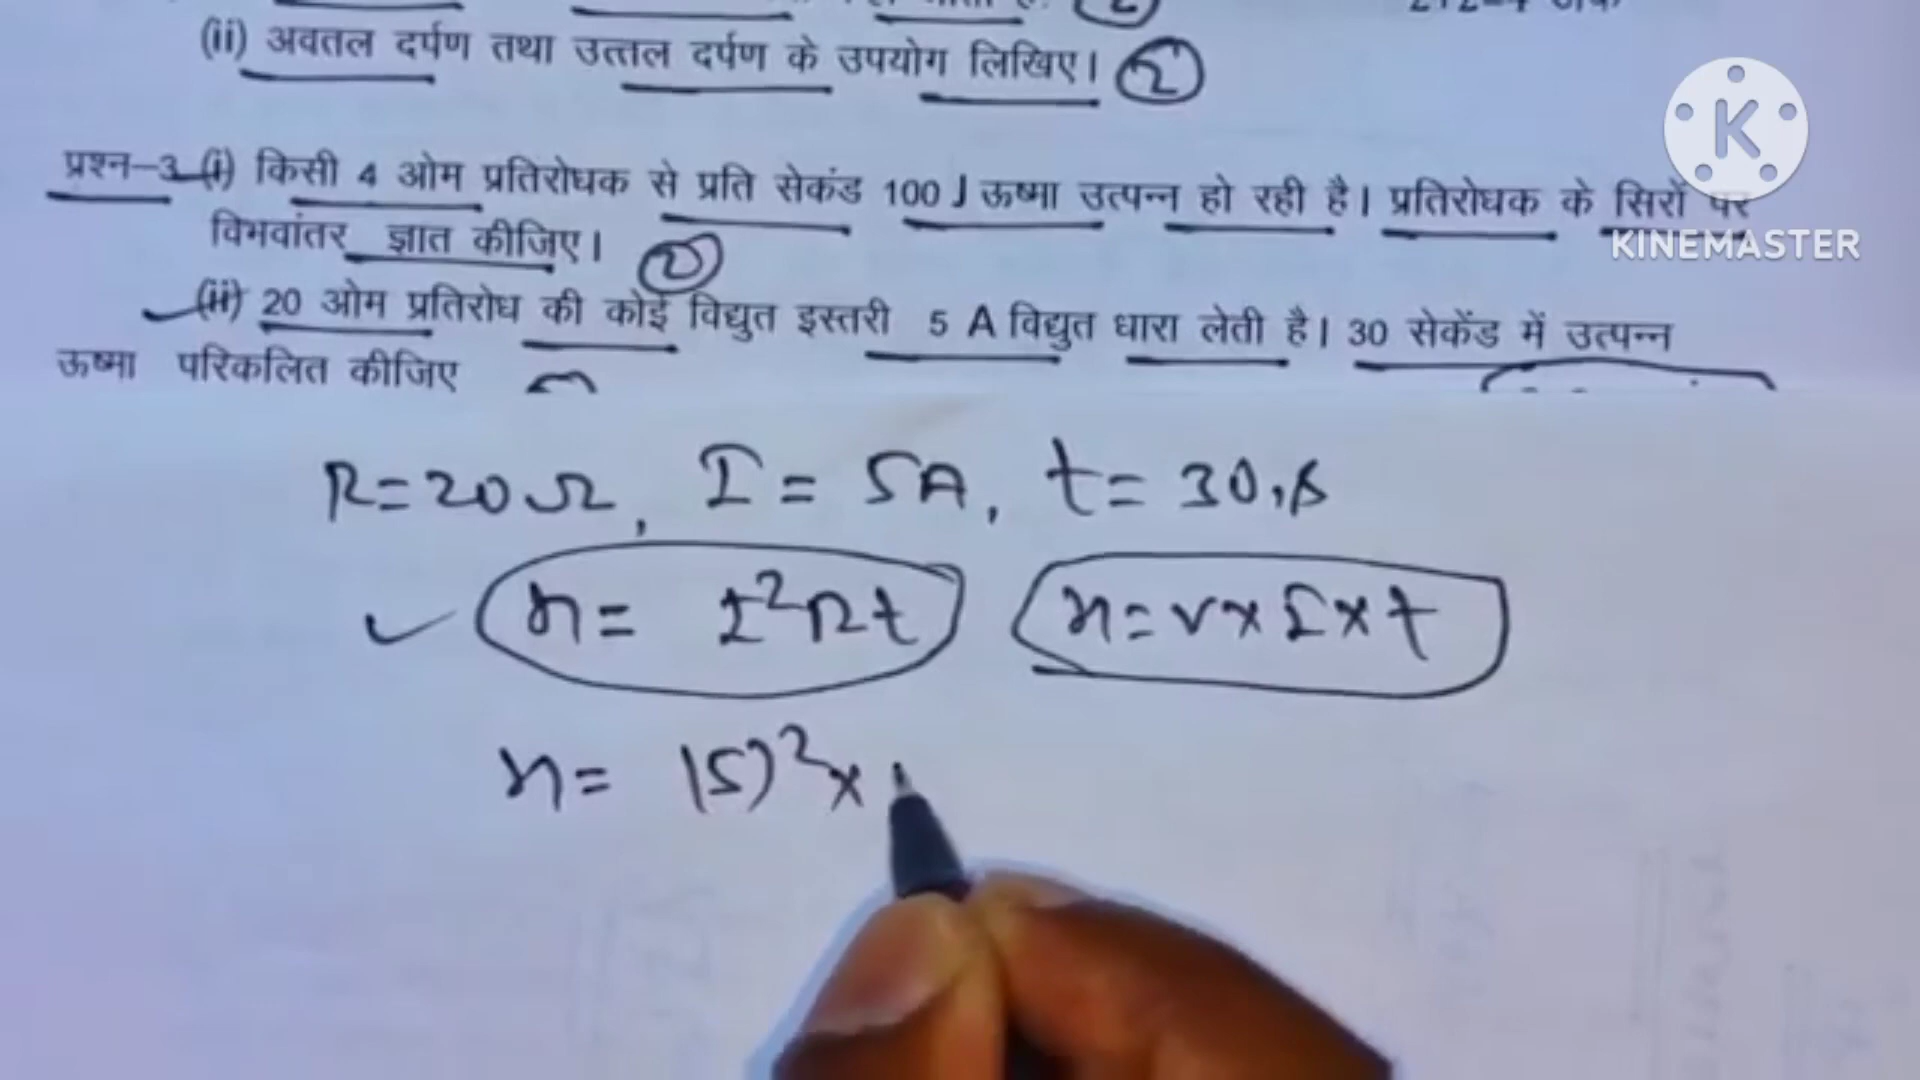 (ii) अवतल दर्पण तथा उत्तल दर्पण के उपयोग लिखिए। 2
K
KINEMASTER
प्रश्न–3 (i) किसी 4 ओम प्रतिरोधक से प्रति सेकंड 100 J ऊष्मा उत्पन्न हो रही है। प्रतिरोधक के सिरों पर
विभवांतर ज्ञात कीजिए। 2
(ii) 20 ओम प्रतिरोध की कोई विद्युत इस्तरी 5 A विद्युत धारा लेती है। 30 सेकेंड में उत्पन्न
ऊष्मा परिकलित कीजिए
R=20Ω, I = 5A, t = 30s
H = I²Rt H = V×I×t
H = (5)²×